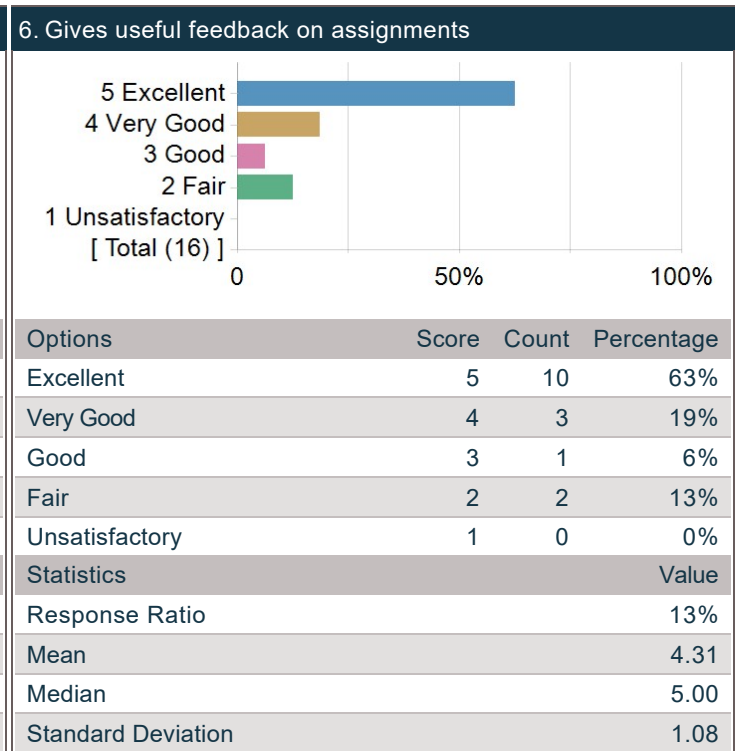 6. Gives useful feedback on assignments
5 Excellent
4 Very Good
3 Good
2 Fair
1 Unsatisfactory
[ Total (16) ]
0 50% 100%
Options Score Count Percentage
Excellent 5 10 63%
Very Good 4 3 19%
Good 3 1 6%
Fair 2 2 13%
Unsatisfactory 1 0 0%
Statistics Value
Response Ratio 13%
Mean 4.31
Median 5.00
Standard Deviation 1.08